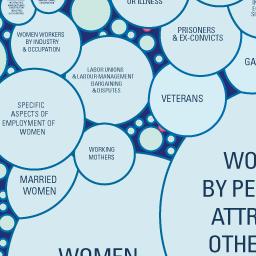 OR ILLNESS
WOMEN WORKERS
BY INDUSTRY
& OCCUPATION
PRISONERS
& EX-CONVICTS
GA
LABOR UNIONS
& LABOUR-MANAGEMENT
BARGAINING
& DISPUTES
VETERANS
SPECIFIC
ASPECTS OF
EMPLOYMENT OF
WOMEN
WORKING
MOTHERS
MARRIED
WOMEN
WO
BY PE
ATTR
OTHE
WOMEN